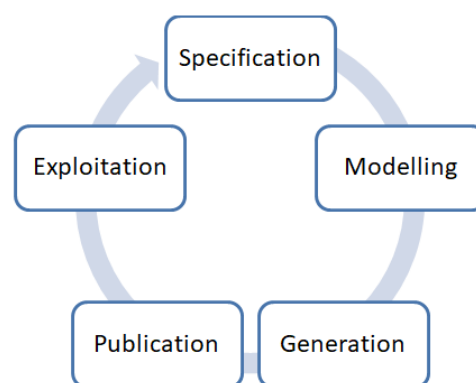 Specification
Modelling
Generation
Publication
Exploitation